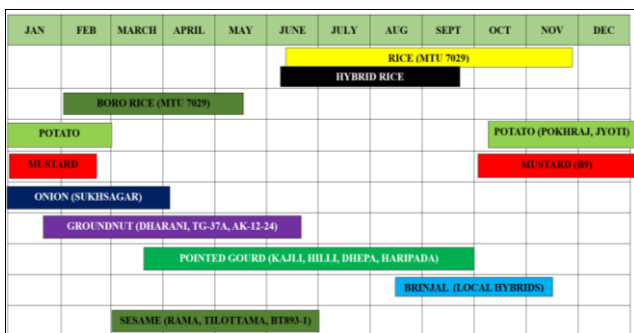 JAN FEB MARCH APRIL MAY JUNE JULY AUG SEPT OCT NOV DEC
RICE (MTU 7029)
HYBRID RICE
BORO RICE (MTU 7029)
POTATO POTATO (POKHRAJ, JYOTI)
MUSTARD MUSTARD (B9)
ONION (SUKHSAGAR)
GROUNDNUT (DHARANI, TG-37A, AK-12-24)
POINTED GOURD (KAJLI, HILLI, DHEPA, HARIPADA)
BRINJAL (LOCAL HYBRIDS)
SESAME (RAMA, TILOTTAMA, BT893-1)